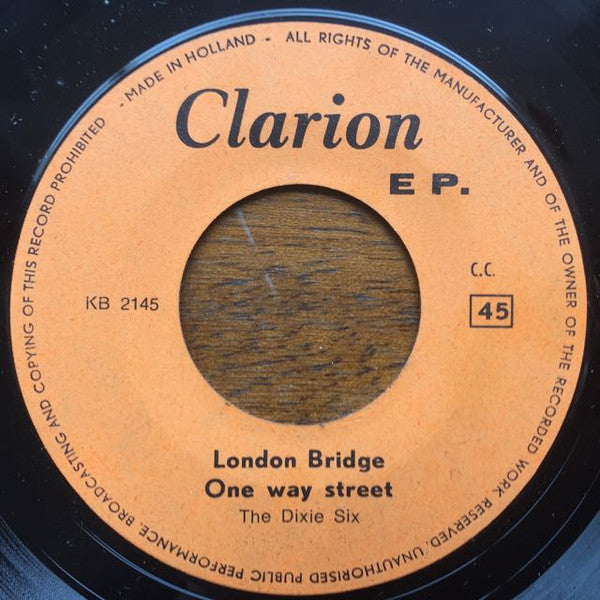 - MADE IN HOLLAND - ALL RIGHTS OF THE MANUFACTURER AND OF THE OWNER OF THE RECORDED WORK RESERVED. UNAUTHORISED PUBLIC PERFORMANCE BROADCASTING AND COPYING OF THIS RECORD PROHIBITED
Clarion
E P.
C.C.
KB 2145
45
London Bridge
One way street
The Dixie Six